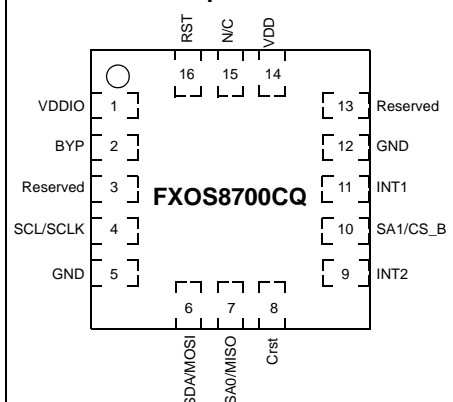 RST
N/C
VDD
16
15
14
VDDIO 1
13 Reserved
BYP 2
12 GND
Reserved 3
FXOS8700CQ
11 INT1
SCL/SCLK 4
10 SA1/CS_B
GND 5
9 INT2
6
7
8
SDA/MOSI
SA0/MISO
Crst